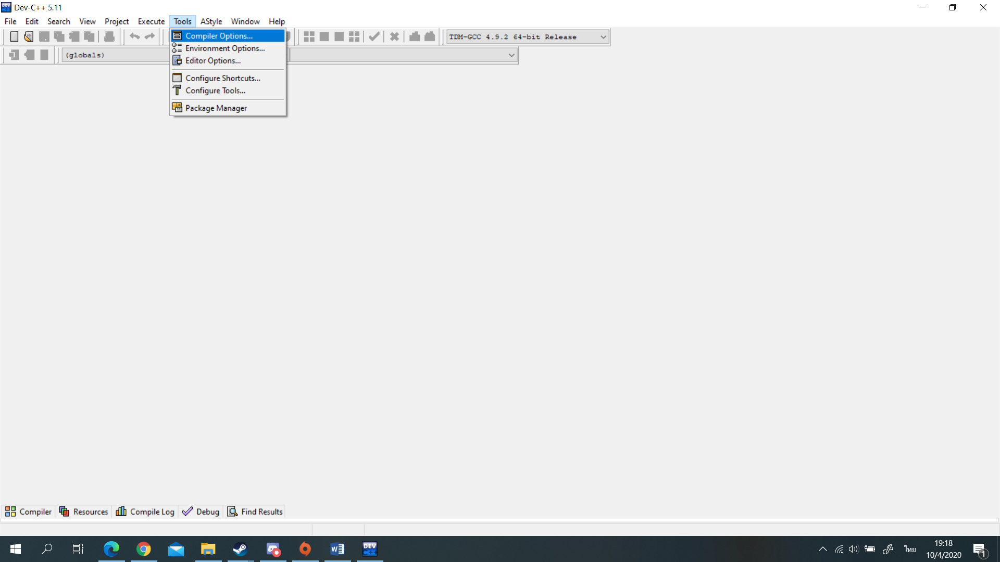 Dev-C++ 5.11
File Edit Search View Project Execute Tools AStyle Window Help
Compiler Options...
TDM-GCC 4.9.2 64-bit Release
Environment Options...
(globals)
Editor Options...
Configure Shortcuts...
Configure Tools...
Package Manager
Compiler Resources Compile Log Debug Find Results
DEV C++
ไทย
19:18
10/4/2020
1